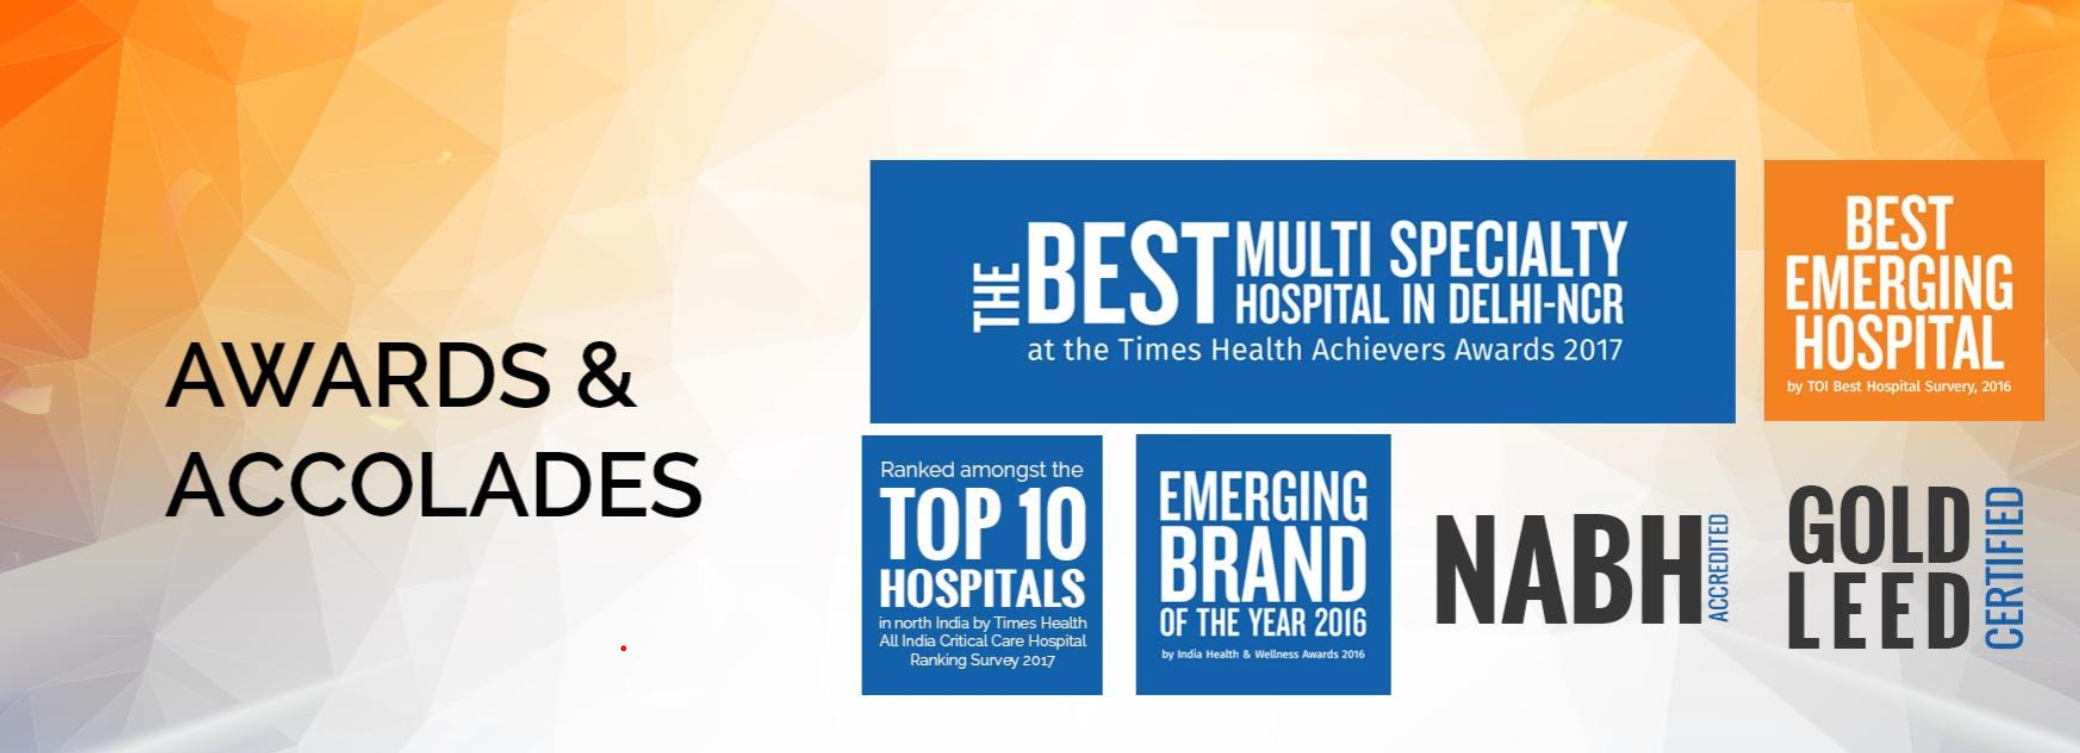 AWARDS &
ACCOLADES
THE BEST MULTI SPECIALTY
HOSPITAL IN DELHI-NCR
at the Times Health Achievers Awards 2017
BEST
EMERGING
HOSPITAL
by TOI Best Hospital Survery, 2016
Ranked amongst the
TOP 10
HOSPITALS
in north India by Times Health
All India Critical Care Hospital
Ranking Survey 2017
EMERGING
BRAND
OF THE YEAR 2016
by India Health & Wellness Awards 2016
NABH ACCREDITED
GOLD
LEED
CERTIFIED